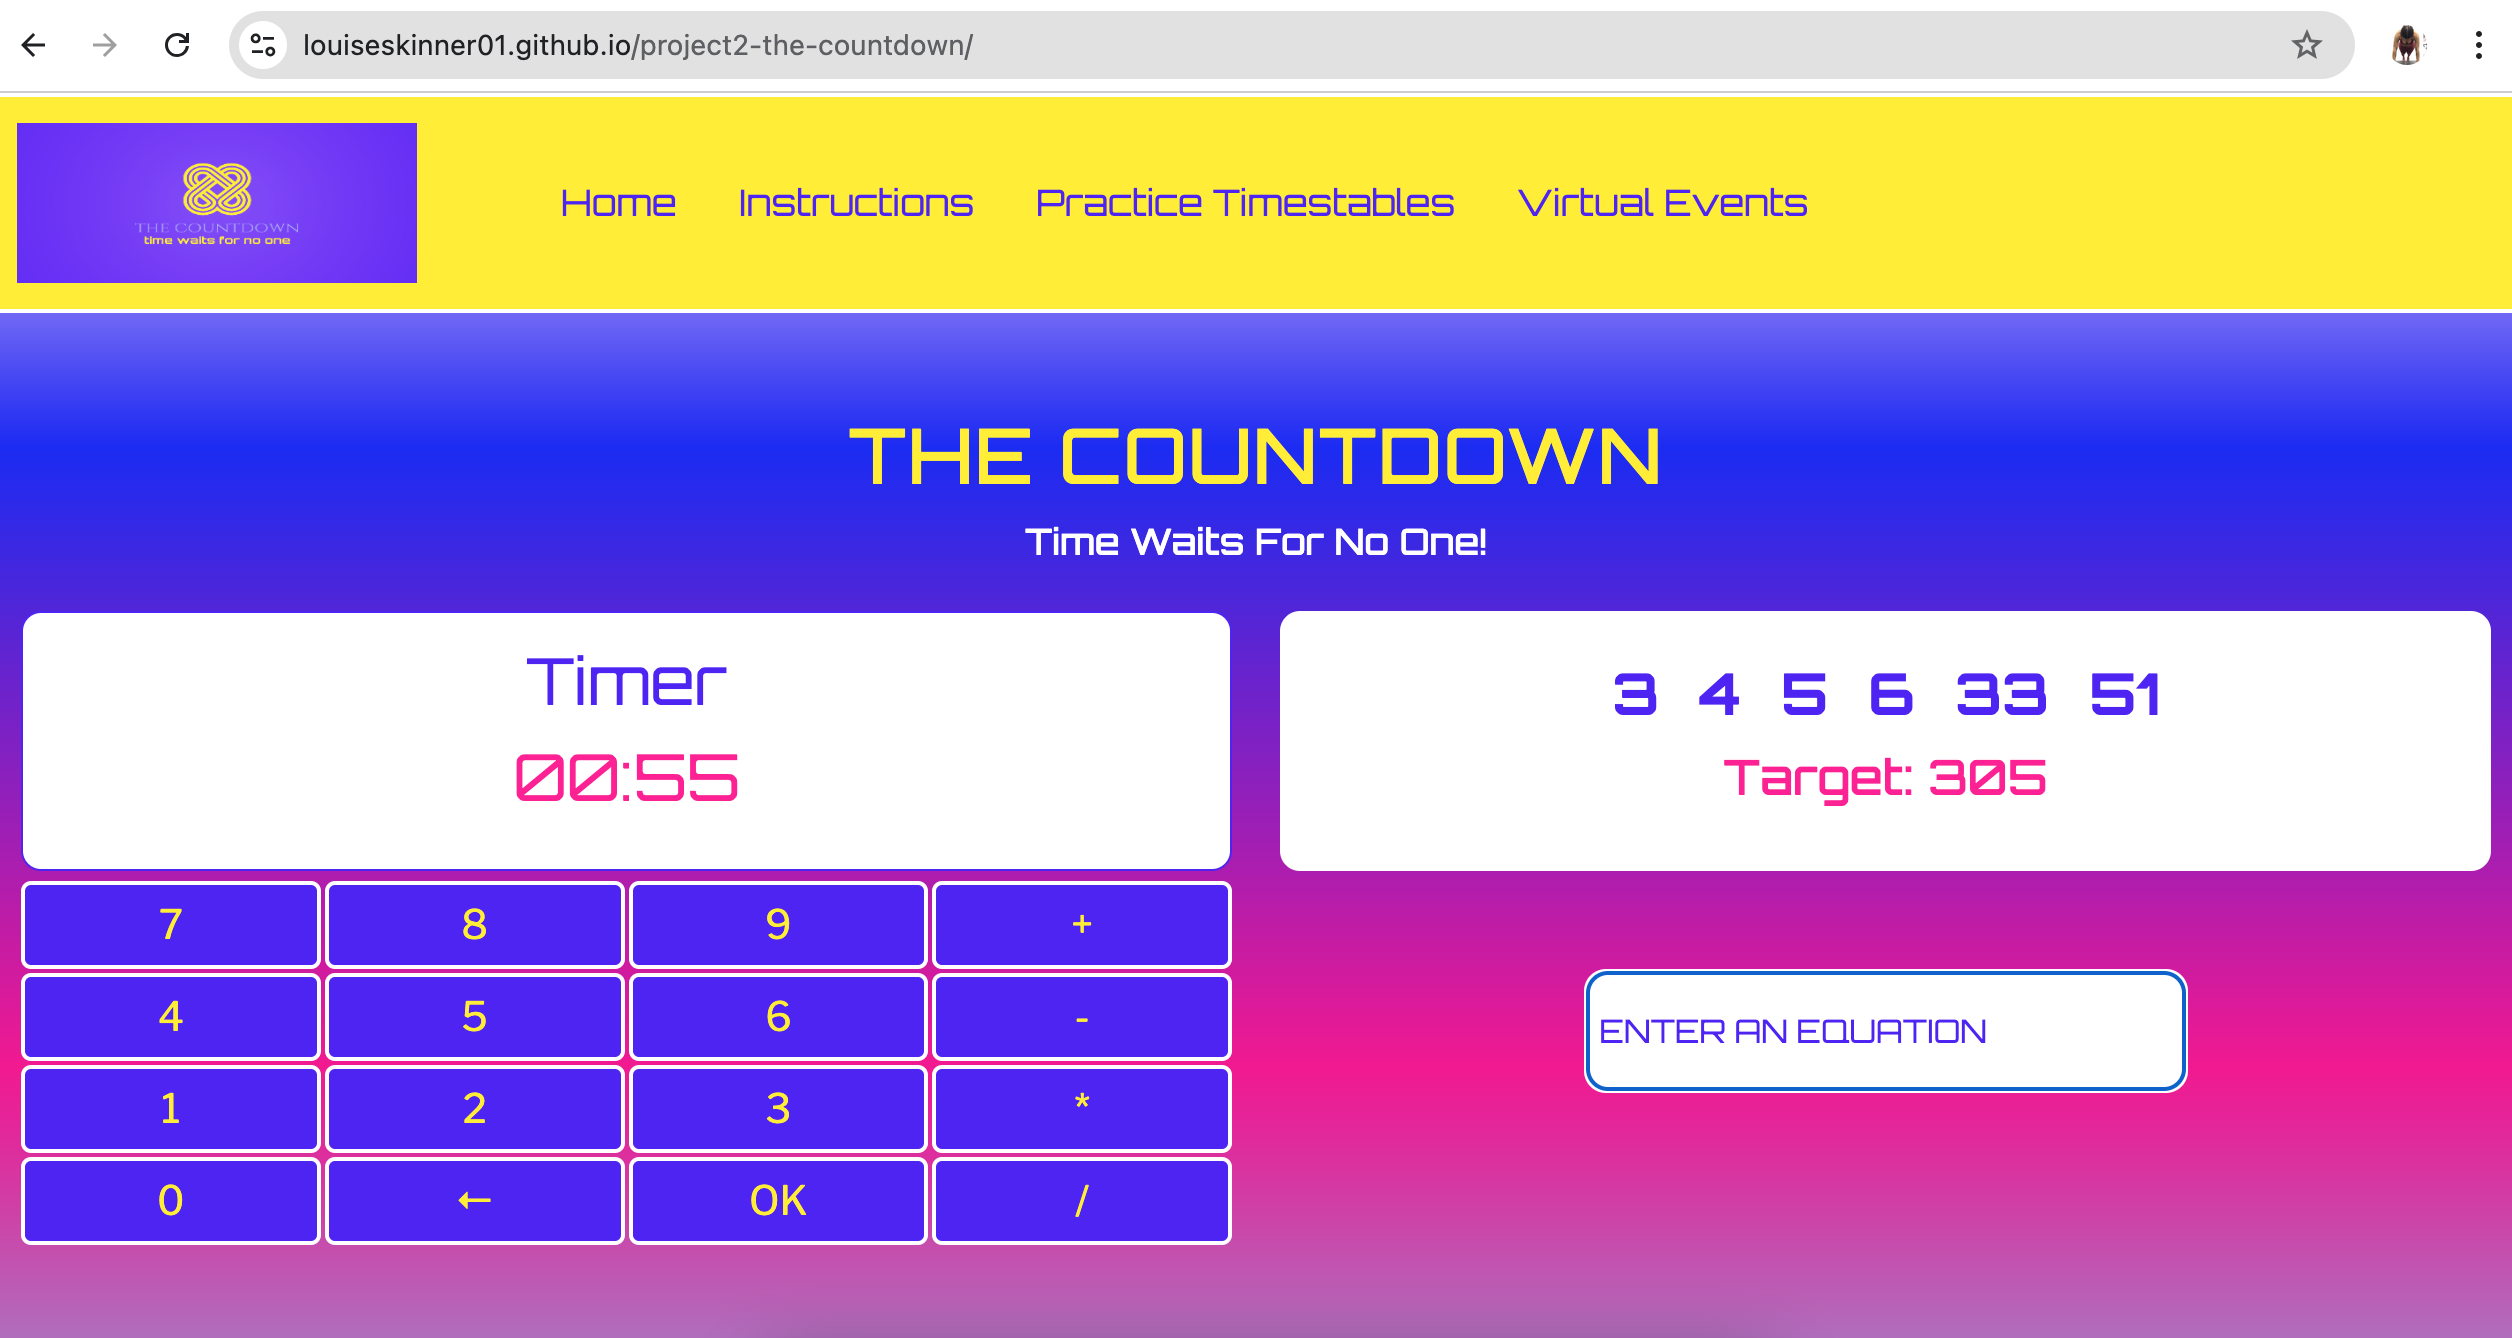 louiseskinner01.github.io/project2-the-countdown/
THE COUNTDOWN
time waits for no one
Home Instructions Practice Timestables Virtual Events
THE COUNTDOWN
Time Waits For No One!
Timer
00:55
3 4 5 6 33 51
Target: 305
7 8 9 +
4 5 6 -
1 2 3 *
0 ← OK /
ENTER AN EQUATION